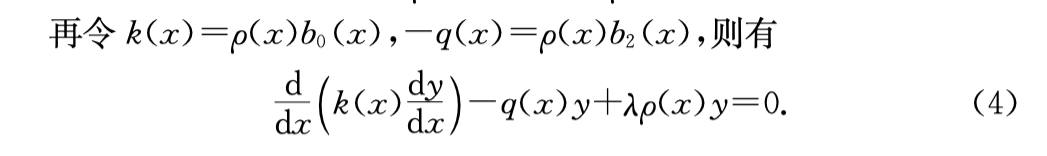 再令 k(x)=ρ(x)b₀(x),-q(x)=ρ(x)b₂(x),则有
d/dx(k(x)dy/dx)-q(x)y+λρ(x)y=0. (4)